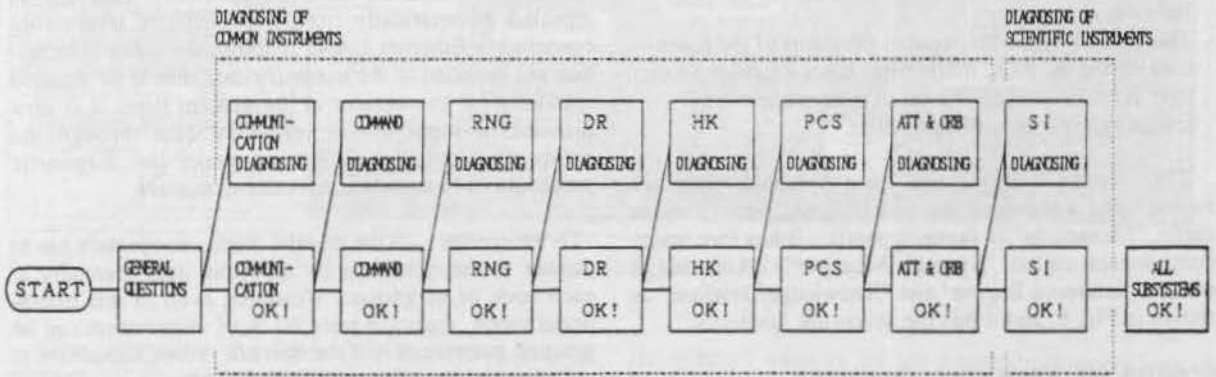 DIAGNOSING OF
COMMON INSTRUMENTS
DIAGNOSING OF
SCIENTIFIC INSTRUMENTS
COMMUNI-
CATION
DIAGNOSING
COMMAND
DIAGNOSING
RNG
DIAGNOSING
DR
DIAGNOSING
HK
DIAGNOSING
PCS
DIAGNOSING
ATT & ORB
DIAGNOSING
SI
DIAGNOSING
START
GENERAL
QUESTIONS
COMMUNI-
CATION
OK!
COMMAND
OK!
RNG
OK!
DR
OK!
HK
OK!
PCS
OK!
ATT & ORB
OK!
SI
OK!
ALL
SUBSYSTEMS
OK!